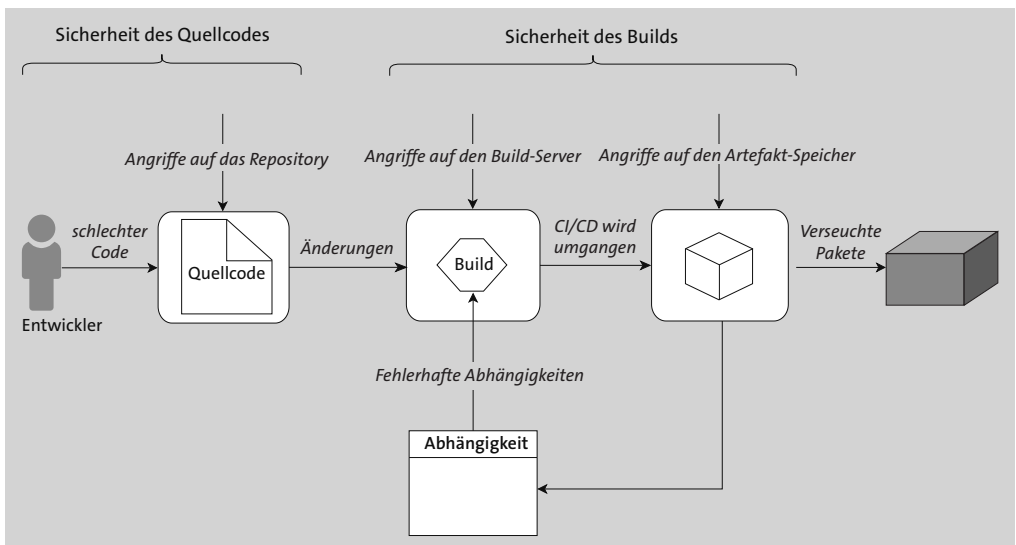 Sicherheit des Quellcodes
Sicherheit des Builds
Angriffe auf das Repository
Angriffe auf den Build-Server
Angriffe auf den Artefakt-Speicher
schlechter
Code
Quellcode
Änderungen
Build
CI/CD wird
umgangen
Verseuchte
Pakete
Entwickler
Fehlerhafte Abhängigkeiten
Abhängigkeit